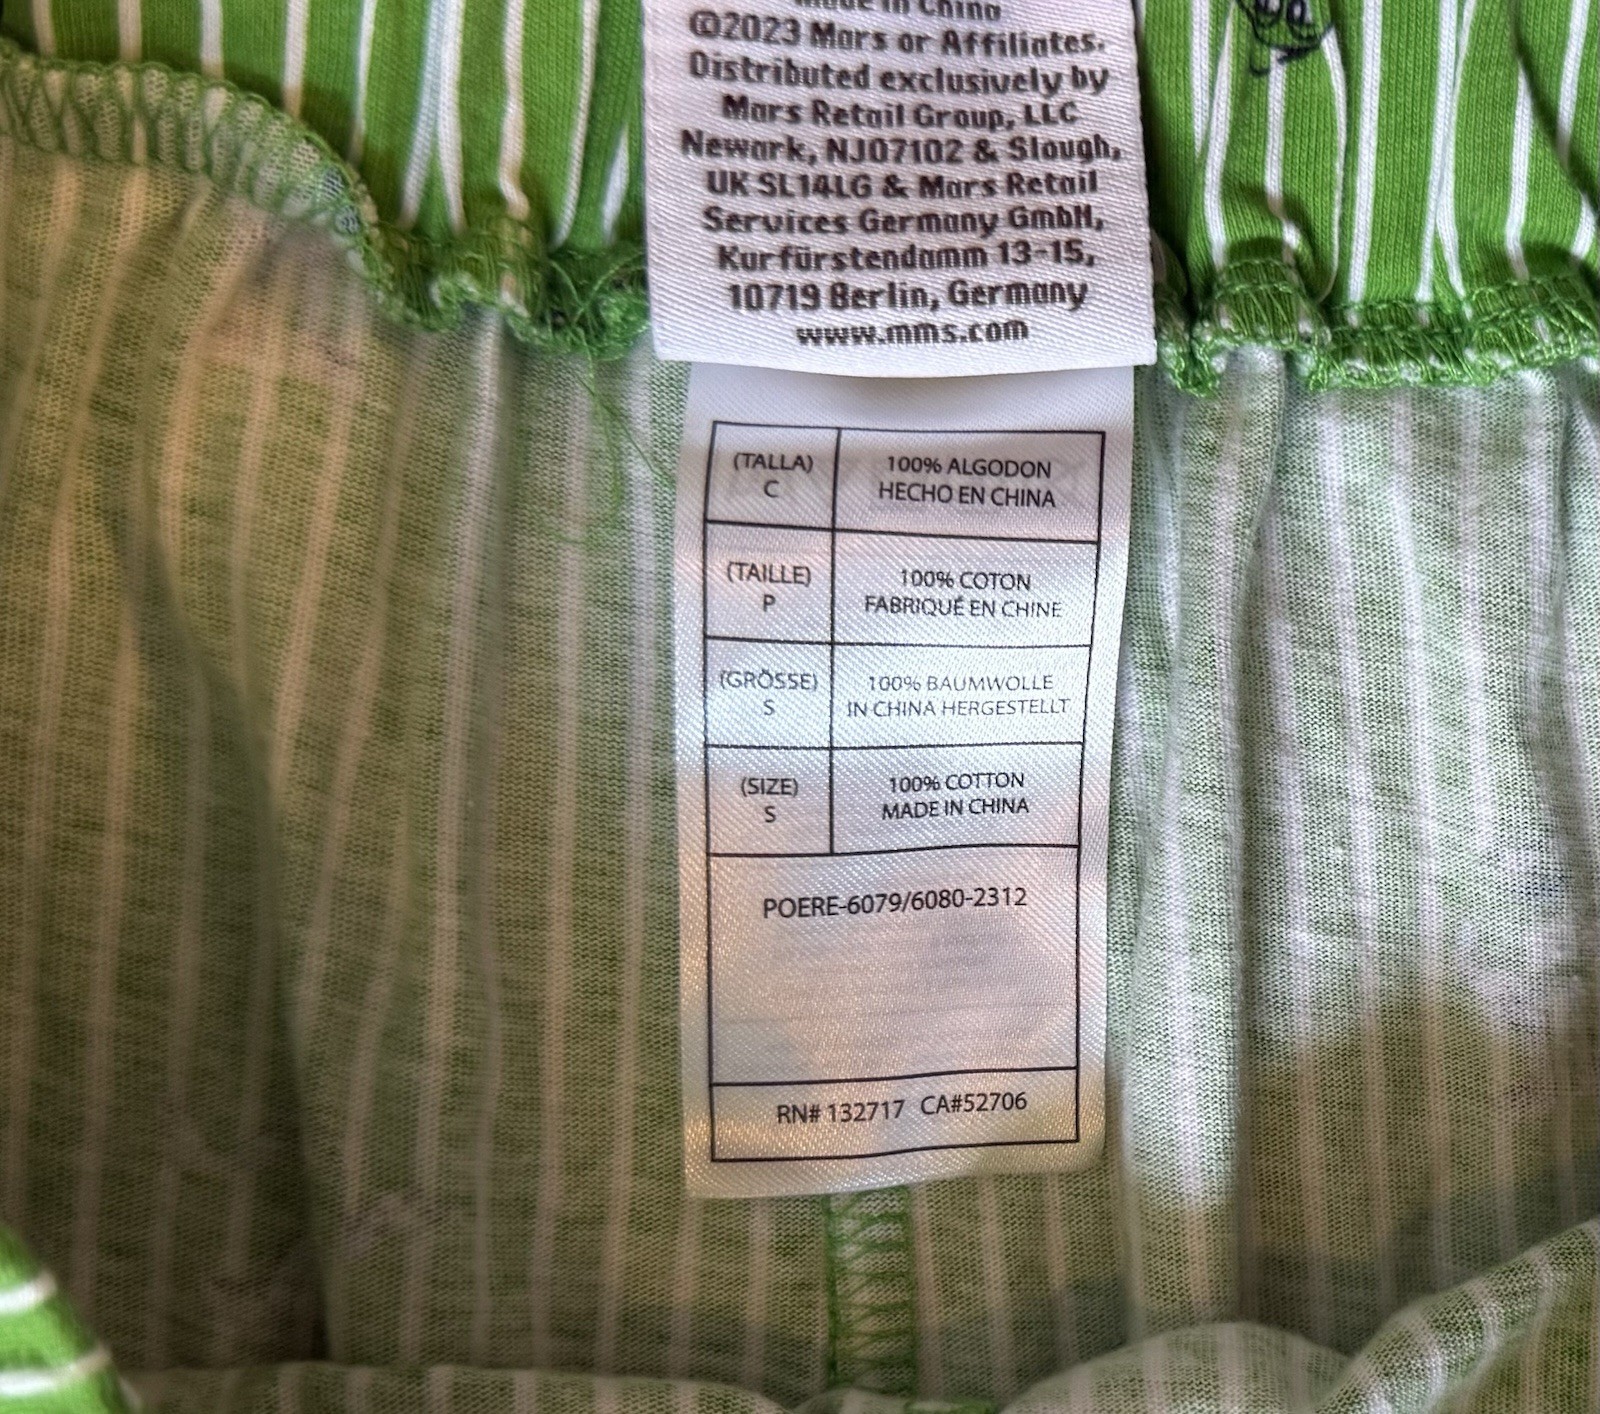 Made in China
©2023 Mars or Affiliates.
Distributed exclusively by
Mars Retail Group, LLC
Newark, NJ07102 & Slough,
UK SL14LG & Mars Retail
Services Germany GmbH,
Kurfürstendamm 13-15,
10719 Berlin, Germany
www.mms.com
(TALLA)
C
100% ALGODON
HECHO EN CHINA
(TAILLE)
P
100% COTON
FABRIQUÉ EN CHINE
(GRÖSSE)
S
100% BAUMWOLLE
IN CHINA HERGESTELLT
(SIZE)
S
100% COTTON
MADE IN CHINA
POERE-6079/6080-2312
RN# 132717 CA#52706